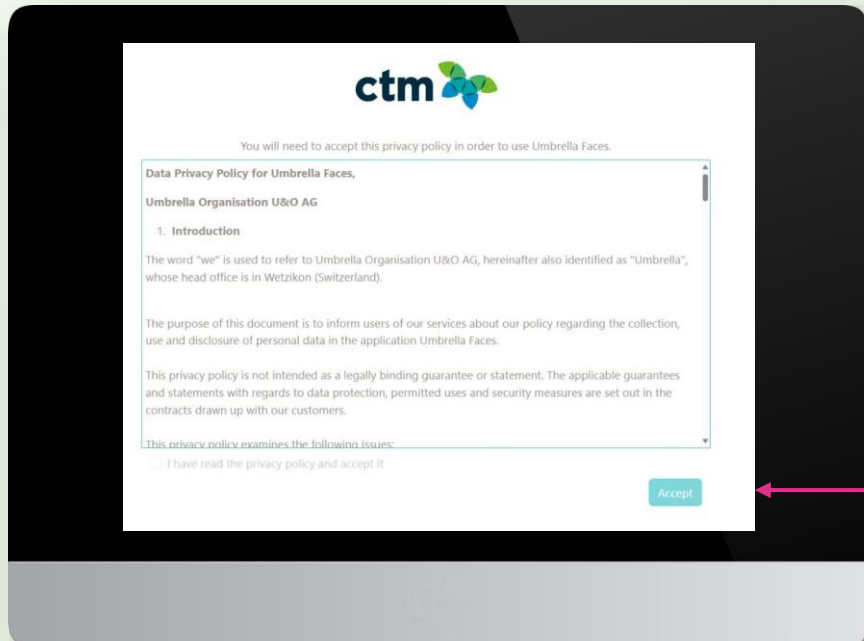 ctm
You will need to accept this privacy policy in order to use Umbrella Faces.
Data Privacy Policy for Umbrella Faces,
Umbrella Organisation U&O AG
1. Introduction
The word "we" is used to refer to Umbrella Organisation U&O AG, hereinafter also identified as "Umbrella",
whose head office is in Wetzikon (Switzerland).
The purpose of this document is to inform users of our services about our policy regarding the collection,
use and disclosure of personal data in the application Umbrella Faces.
This privacy policy is not intended as a legally binding guarantee or statement. The applicable guarantees
and statements with regards to data protection, permitted uses and security measures are set out in the
contracts drawn up with our customers.
This privacy policy examines the following issues:
I have read the privacy policy and accept it
Accept